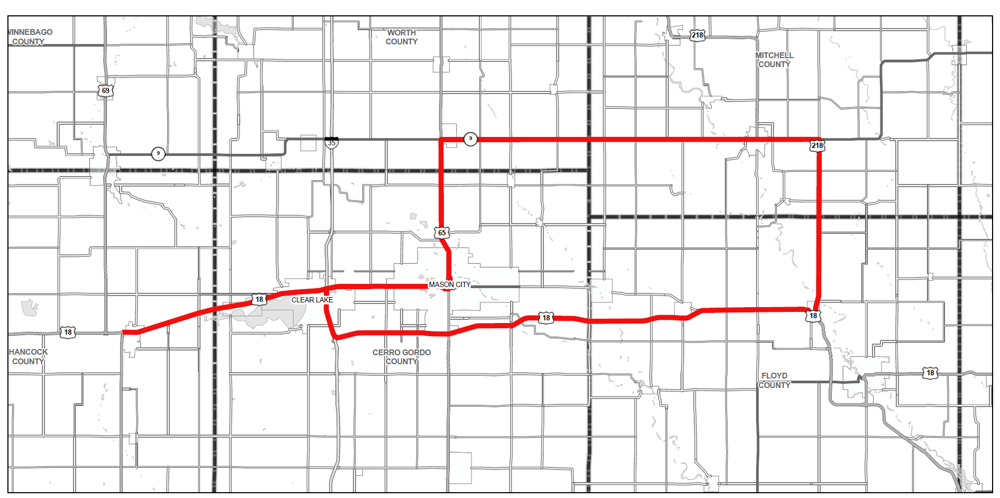 WINNEBAGO
COUNTY
WORTH
COUNTY
218
MITCHELL
COUNTY
69
9
35
9
218
65
MASON CITY
18
CLEAR LAKE
18
18
18
HANCOCK
COUNTY
CERRO GORDO
COUNTY
FLOYD
COUNTY
18